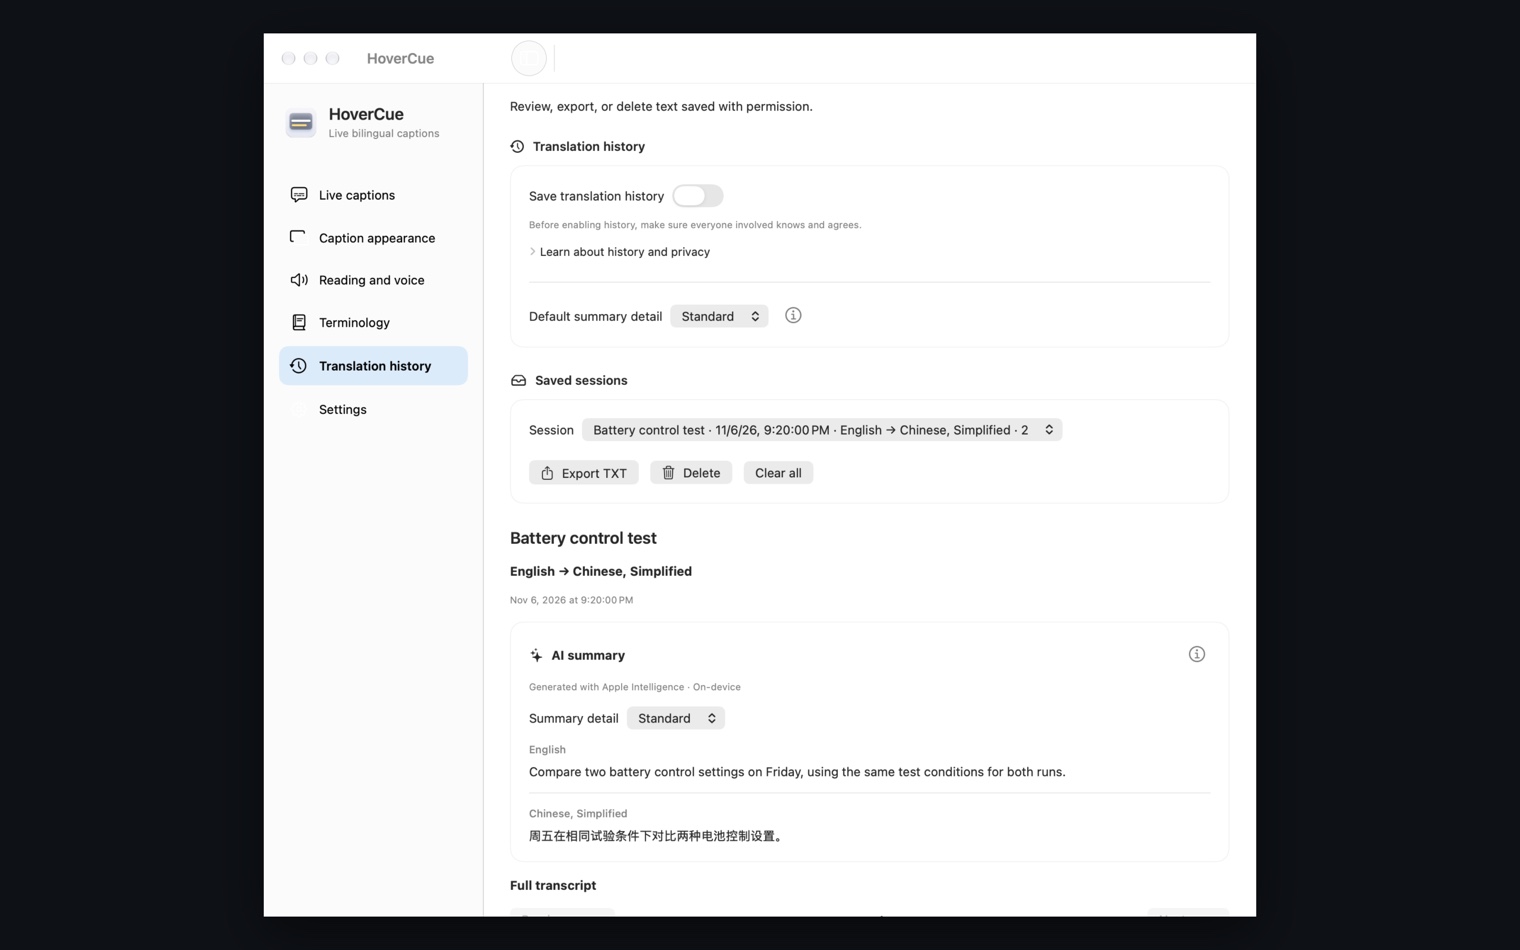 HoverCue
HoverCue
Live bilingual captions
Live captions
Caption appearance
Reading and voice
Terminology
Translation history
Settings
Review, export, or delete text saved with permission.
Translation history
Save translation history
Before enabling history, make sure everyone involved knows and agrees.
Learn about history and privacy
Default summary detail Standard
Saved sessions
Session Battery control test · 11/6/26, 9:20:00 PM · English → Chinese, Simplified · 2
Export TXT Delete Clear all
Battery control test
English → Chinese, Simplified
Nov 6, 2026 at 9:20:00 PM
AI summary
Generated with Apple Intelligence · On-device
Summary detail Standard
English
Compare two battery control settings on Friday, using the same test conditions for both runs.
Chinese, Simplified
周五在相同试验条件下对比两种电池控制设置。
Full transcript